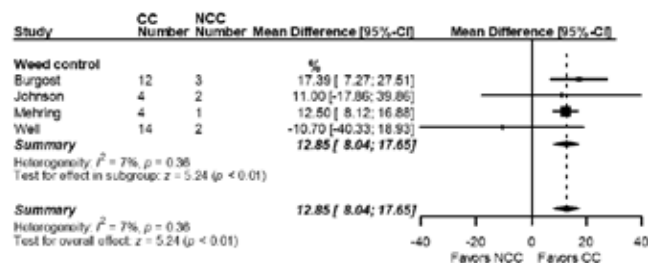 CC NCC
Study Number Number Mean Difference [95%-CI] Mean Difference [95%-CI]
Weed control %
Burgost 12 3 17.39 [ 7.27; 27.51]
Johnson 4 2 11.00 [-17.86; 39.86]
Mehring 4 1 12.50 [ 8.12; 16.88]
Well 14 2 -10.70 [-40.33; 18.93]
Summary 12.85 [ 8.04; 17.65]
Heterogeneity: I² = 7%, p = 0.36
Test for effect in subgroup: z = 5.24 (p < 0.01)
Summary 12.85 [ 8.04; 17.65]
Heterogeneity: I² = 7%, p = 0.36
Test for overall effect: z = 5.24 (p < 0.01)
-40 -20 0 20 40
Favors NCC Favors CC